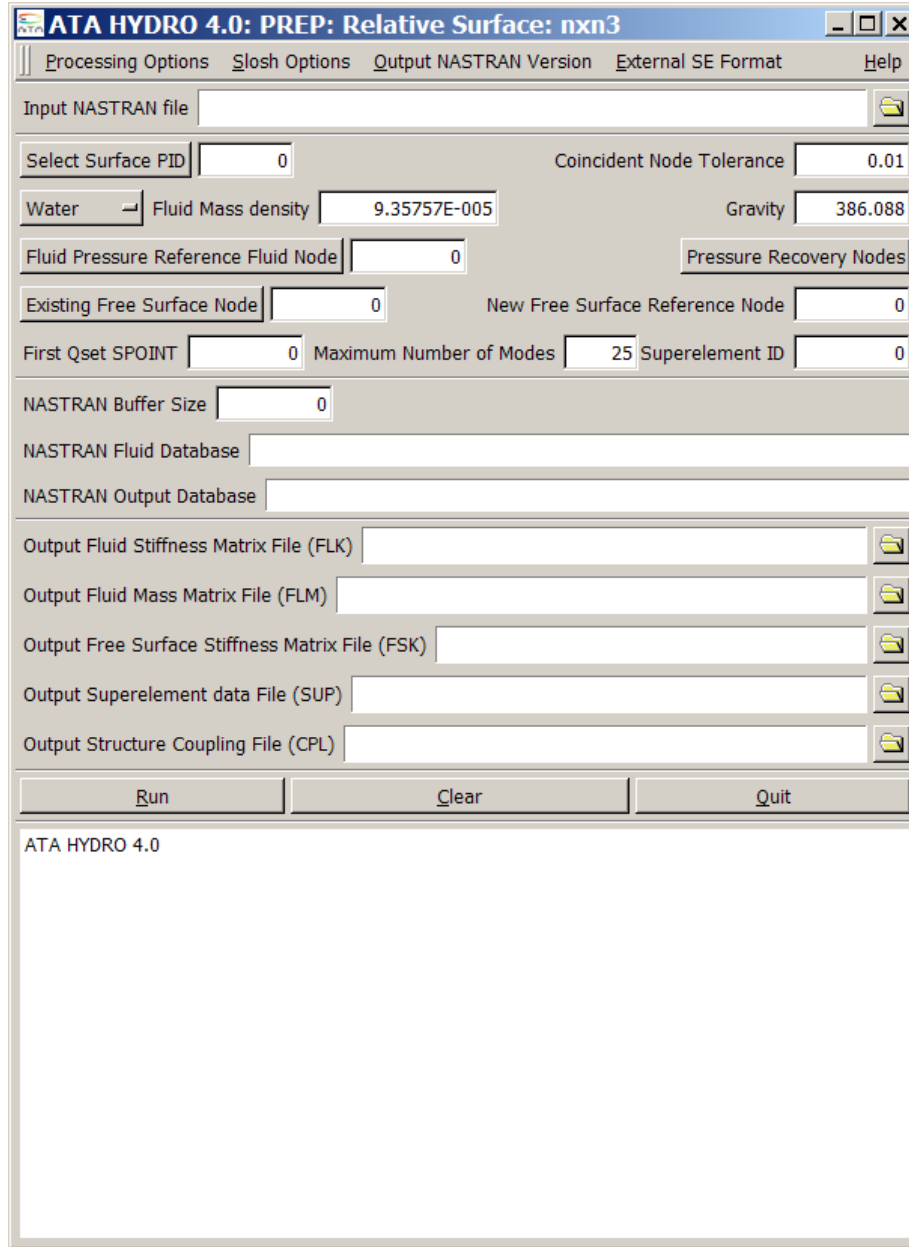 ATA HYDRO 4.0: PREP: Relative Surface: nxn3
Processing Options Slosh Options Output NASTRAN Version External SE Format Help
Input NASTRAN file
Select Surface PID 0 Coincident Node Tolerance 0.01
Water Fluid Mass density 9.35757E-005 Gravity 386.088
Fluid Pressure Reference Fluid Node 0 Pressure Recovery Nodes
Existing Free Surface Node 0 New Free Surface Reference Node 0
First Qset SPOINT 0 Maximum Number of Modes 25 Superelement ID 0
NASTRAN Buffer Size 0
NASTRAN Fluid Database
NASTRAN Output Database
Output Fluid Stiffness Matrix File (FLK)
Output Fluid Mass Matrix File (FLM)
Output Free Surface Stiffness Matrix File (FSK)
Output Superelement data File (SUP)
Output Structure Coupling File (CPL)
Run Clear Quit
ATA HYDRO 4.0